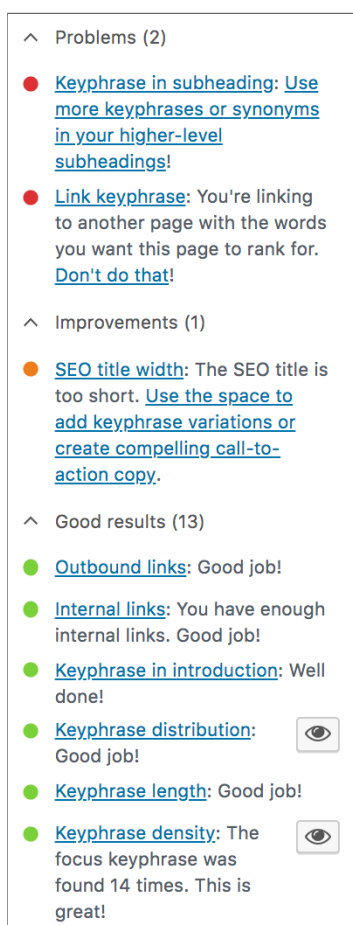 Problems (2)
Keyphrase in subheading: Use
more keyphrases or synonyms
in your higher-level
subheadings!
Link keyphrase: You're linking
to another page with the words
you want this page to rank for.
Don't do that!
Improvements (1)
SEO title width: The SEO title is
too short. Use the space to
add keyphrase variations or
create compelling call-to-
action copy.
Good results (13)
Outbound links: Good job!
Internal links: You have enough
internal links. Good job!
Keyphrase in introduction: Well
done!
Keyphrase distribution:
Good job!
Keyphrase length: Good job!
Keyphrase density: The
focus keyphrase was
found 14 times. This is
great!